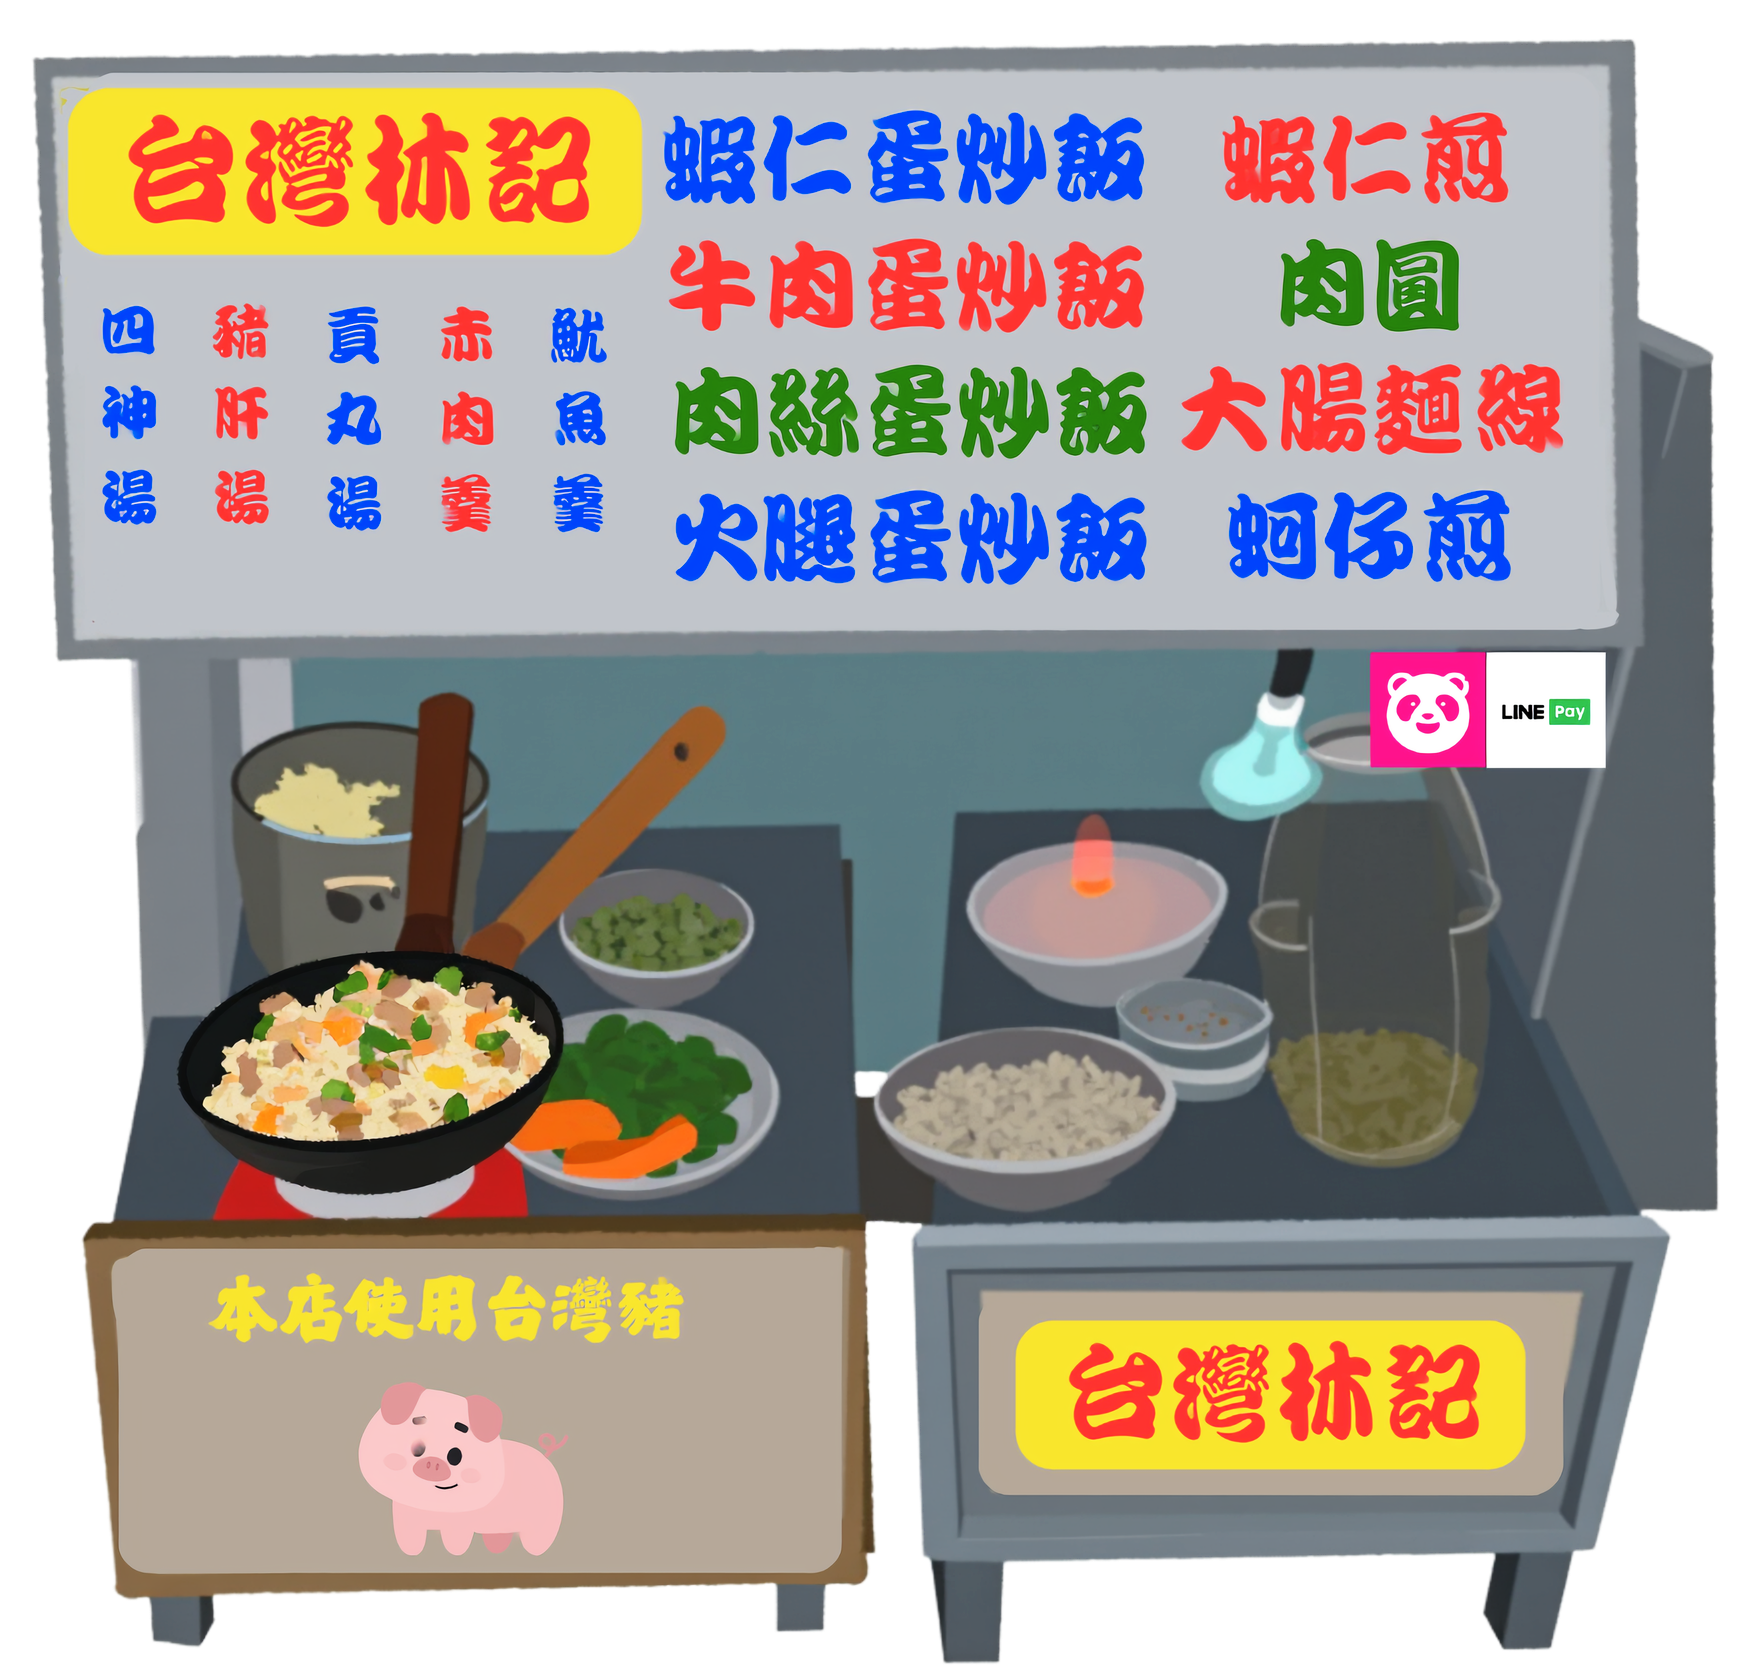 台灣林記
四神湯
豬肝湯
貢丸湯
赤肉羹
魷魚羹
蝦仁蛋炒飯
牛肉蛋炒飯
肉絲蛋炒飯
火腿蛋炒飯
蝦仁煎
肉圓
大腸麵線
蚵仔煎
LINE Pay
本店使用台灣豬
台灣林記